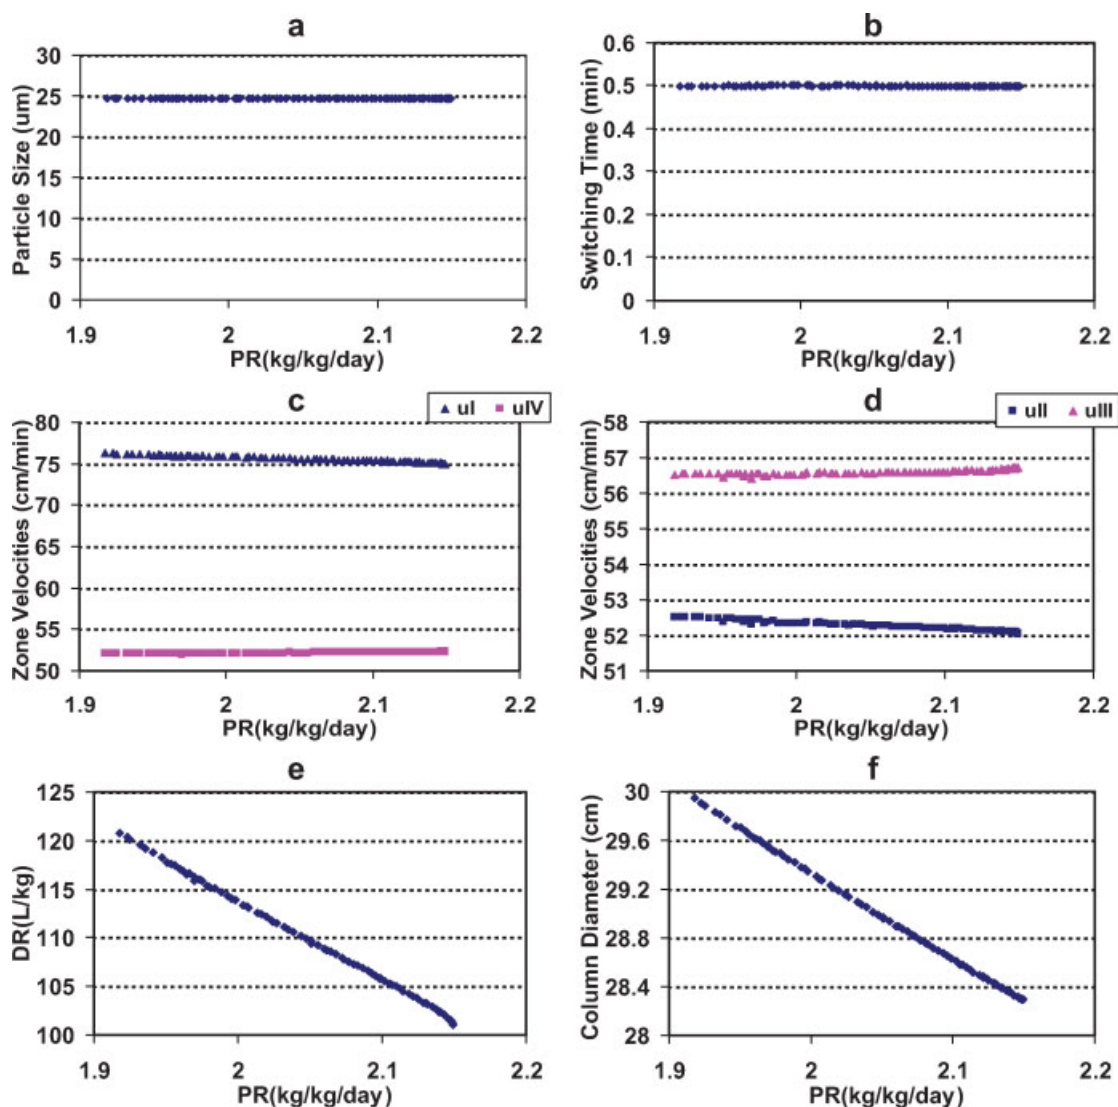 a
30
25
20
15
10
5
0
Particle Size (um)
1.9 2 2.1 2.2
PR(kg/kg/day)
b
0.6
0.5
0.4
0.3
0.2
0.1
0
Switching Time (min)
1.9 2 2.1 2.2
PR(kg/kg/day)
c
uI uIV
80
75
70
65
60
55
50
Zone Velocities (cm/min)
1.9 2 2.1 2.2
PR(kg/kg/day)
d
uII uIII
58
57
56
55
54
53
52
51
Zone Velocities (cm/min)
1.9 2 2.1 2.2
PR(kg/kg/day)
e
125
120
115
110
105
100
DR(L/kg)
1.9 2 2.1 2.2
PR(kg/kg/day)
f
30
29.6
29.2
28.8
28.4
28
Column Diameter (cm)
1.9 2 2.1 2.2
PR(kg/kg/day)